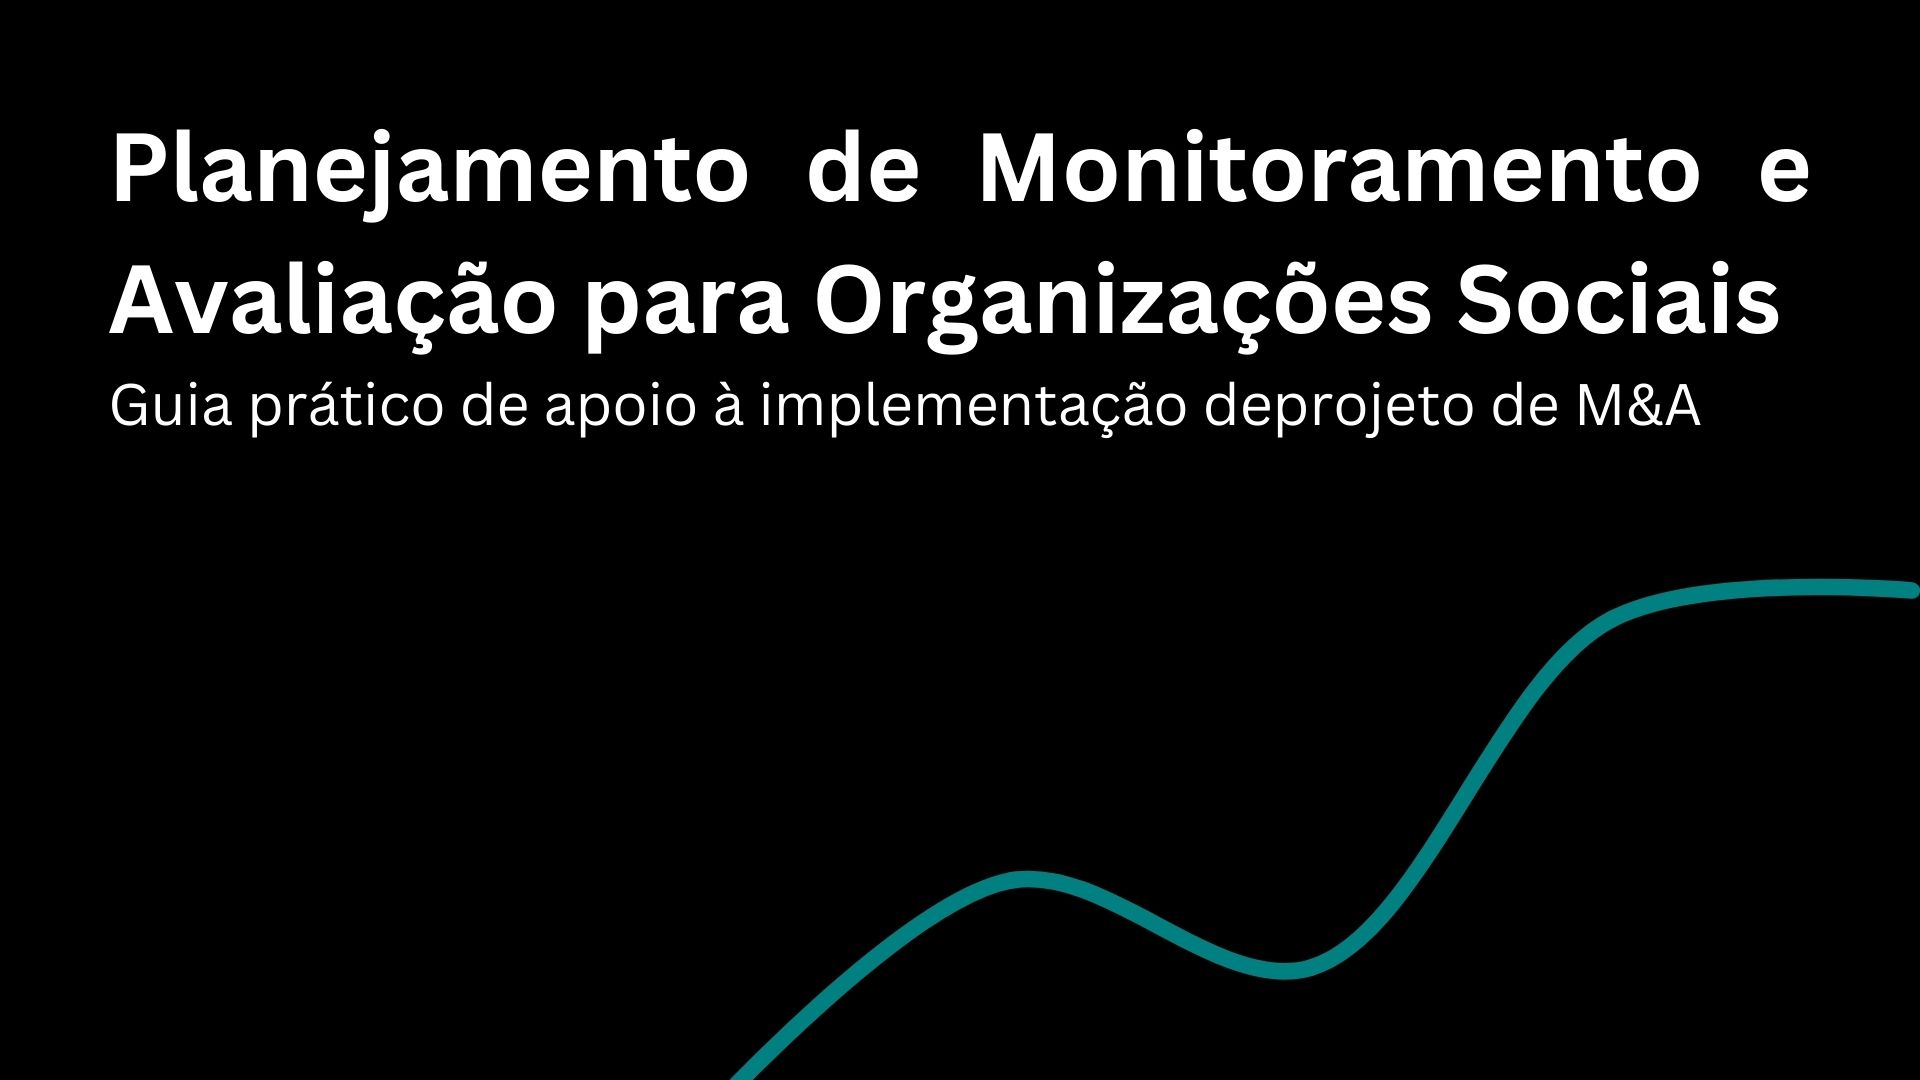 Planejamento de Monitoramento e
Avaliação para Organizações Sociais
Guia prático de apoio à implementação deprojeto de M&A